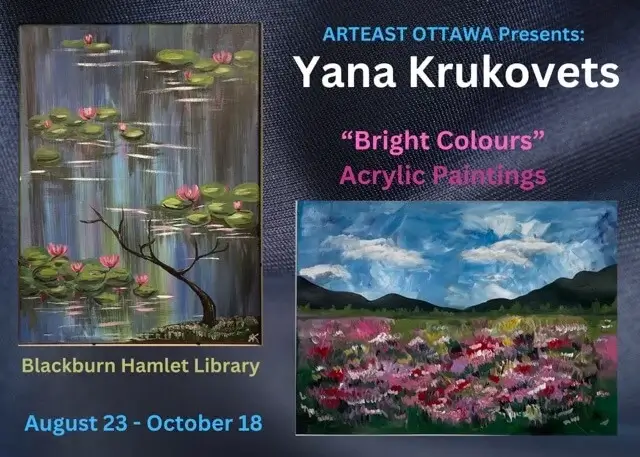 ARTEAST OTTAWA Presents:
Yana Krukovets
“Bright Colours”
Acrylic Paintings
Blackburn Hamlet Library
August 23 - October 18